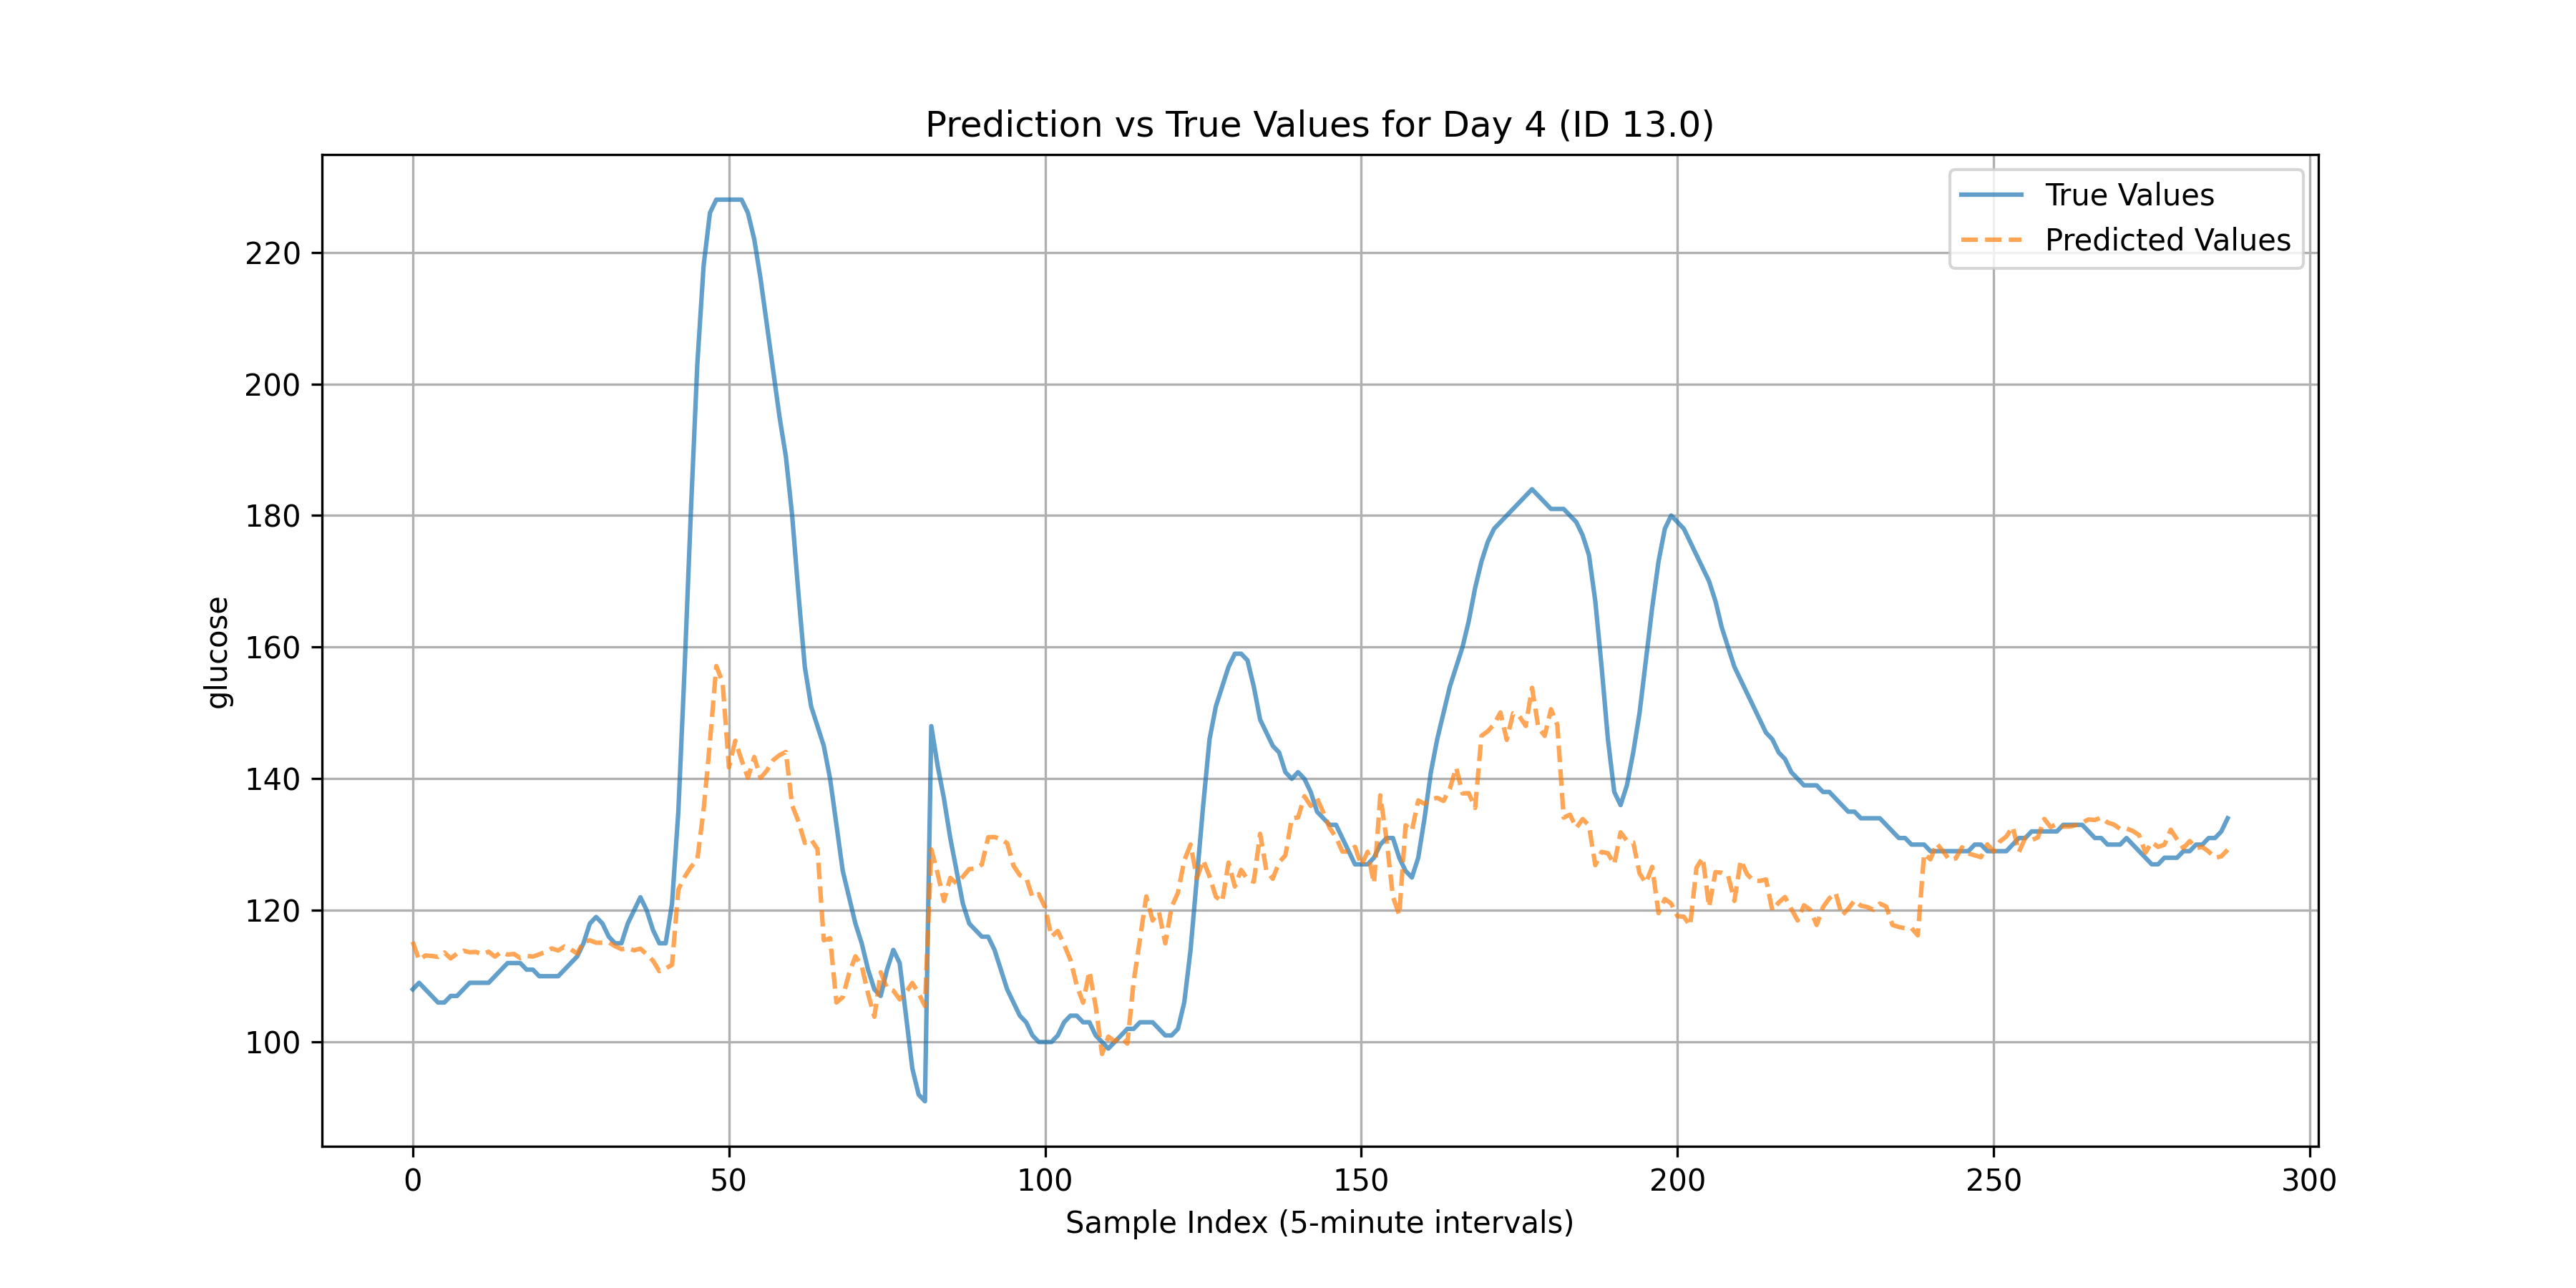 Prediction vs True Values for Day 4 (ID 13.0)
True Values
Predicted Values
glucose
220
200
180
160
140
120
100
0
50
100
150
200
250
300
Sample Index (5-minute intervals)